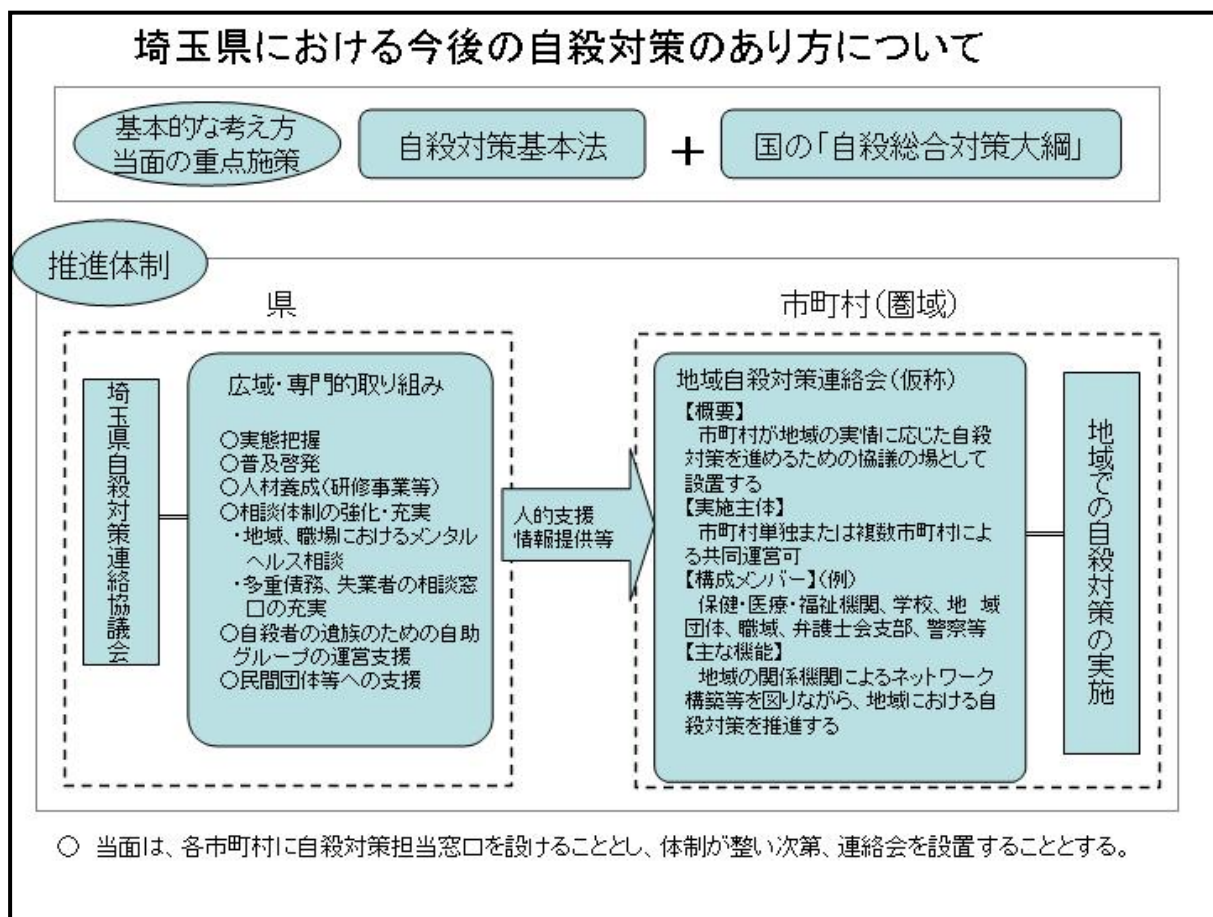 埼玉県における今後の自殺対策のあり方について
基本的な考え方
当面の重点施策
自殺対策基本法
+
国の「自殺総合対策大綱」
推進体制
県
埼玉県自殺対策連絡協議会
広域・専門的取り組み
○実態把握
○普及啓発
○人材養成(研修事業等)
○相談体制の強化・充実
・地域、職場におけるメンタル
ヘルス相談
・多重債務、失業者の相談窓
口の充実
○自殺者の遺族のための自助
グループの運営支援
○民間団体等への支援
人的支援
情報提供等
市町村(圏域)
地域自殺対策連絡会(仮称)
【概要】
市町村が地域の実情に応じた自殺
対策を進めるための協議の場として
設置する
【実施主体】
市町村単独または複数市町村によ
る共同運営可
【構成メンバー】(例)
保健・医療・福祉機関、学校、地 域
団体、職域、弁護士会支部、警察等
【主な機能】
地域の関係機関によるネットワーク
構築等を図りながら、地域における自
殺対策を推進する
地域での自殺対策の実施
○ 当面は、各市町村に自殺対策担当窓口を設けることとし、体制が整い次第、連絡会を設置することとする。